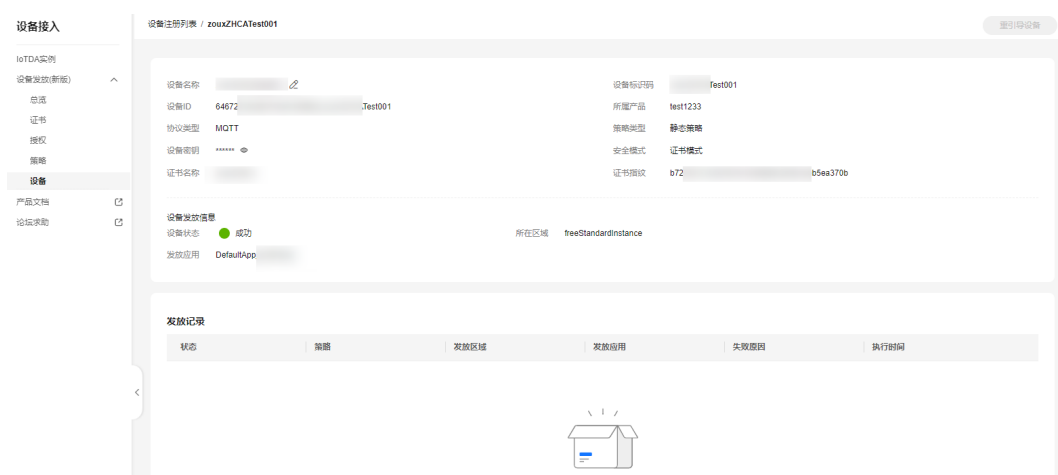 设备接入
设备注册列表 / zouxZHCATest001
重引导设备
IoTDA实例
设备发放(新版)
总览
证书
授权
策略
设备
产品文档
论坛求助
设备名称
设备标识码 Test001
设备ID 64672 Test001
所属产品 test1233
协议类型 MQTT
策略类型 静态策略
设备密钥 ******
安全模式 证书模式
证书名称
证书指纹 b72 b5ea370b
设备发放信息
设备状态 成功
所在区域 freeStandardInstance
发放应用 DefaultApp
发放记录
状态 策略 发放区域 发放应用 失败原因 执行时间